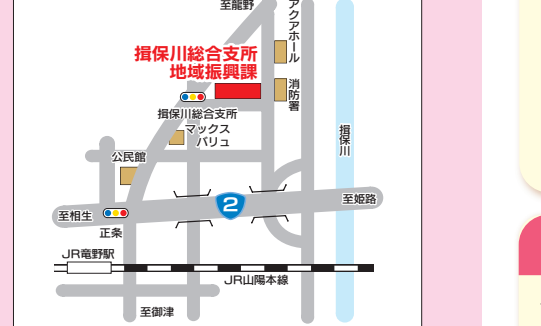 至龍野
アクアホール
揖保川総合支所
地域振興課
消防署
揖保川総合支所
マックス
バリュ
揖保川
公民館
至姫路
2
至相生
正条
JR竜野駅
JR山陽本線
至御津